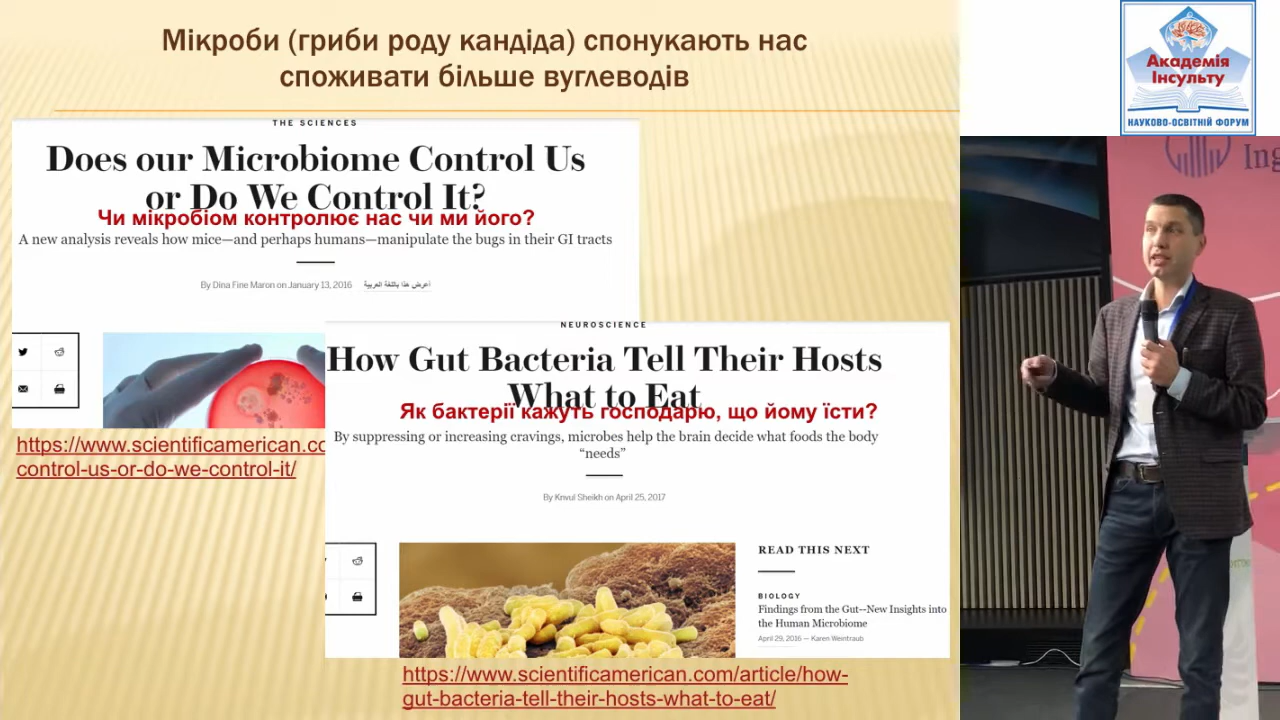 Мікроби (гриби роду кандіда) спонукають нас
споживати більше вуглеводів
THE SCIENCES
Does our Microbiome Control Us
or Do We Control It?
Чи мікробіом контролює нас чи ми його?
A new analysis reveals how mice—and perhaps humans—manipulate the bugs in their GI tracts
By Dina Fine Maron on January 13, 2016
أعرض هذا باللغة العربية
https://www.scientificamerican.co
control-us-or-do-we-control-it/
NEUROSCIENCE
How Gut Bacteria Tell Their Hosts
What to Eat
Як бактерії кажуть господарю, що йому їсти?
By suppressing or increasing cravings, microbes help the brain decide what foods the body
“needs”
By Knvul Sheikh on April 25, 2017
READ THIS NEXT
BIOLOGY
Findings from the Gut--New Insights into
the Human Microbiome
April 29, 2016 — Karen Weintraub
https://www.scientificamerican.com/article/how-
gut-bacteria-tell-their-hosts-what-to-eat/
Академія
Інсульту
НАУКОВО-ОСВІТНІЙ ФОРУМ
Ing